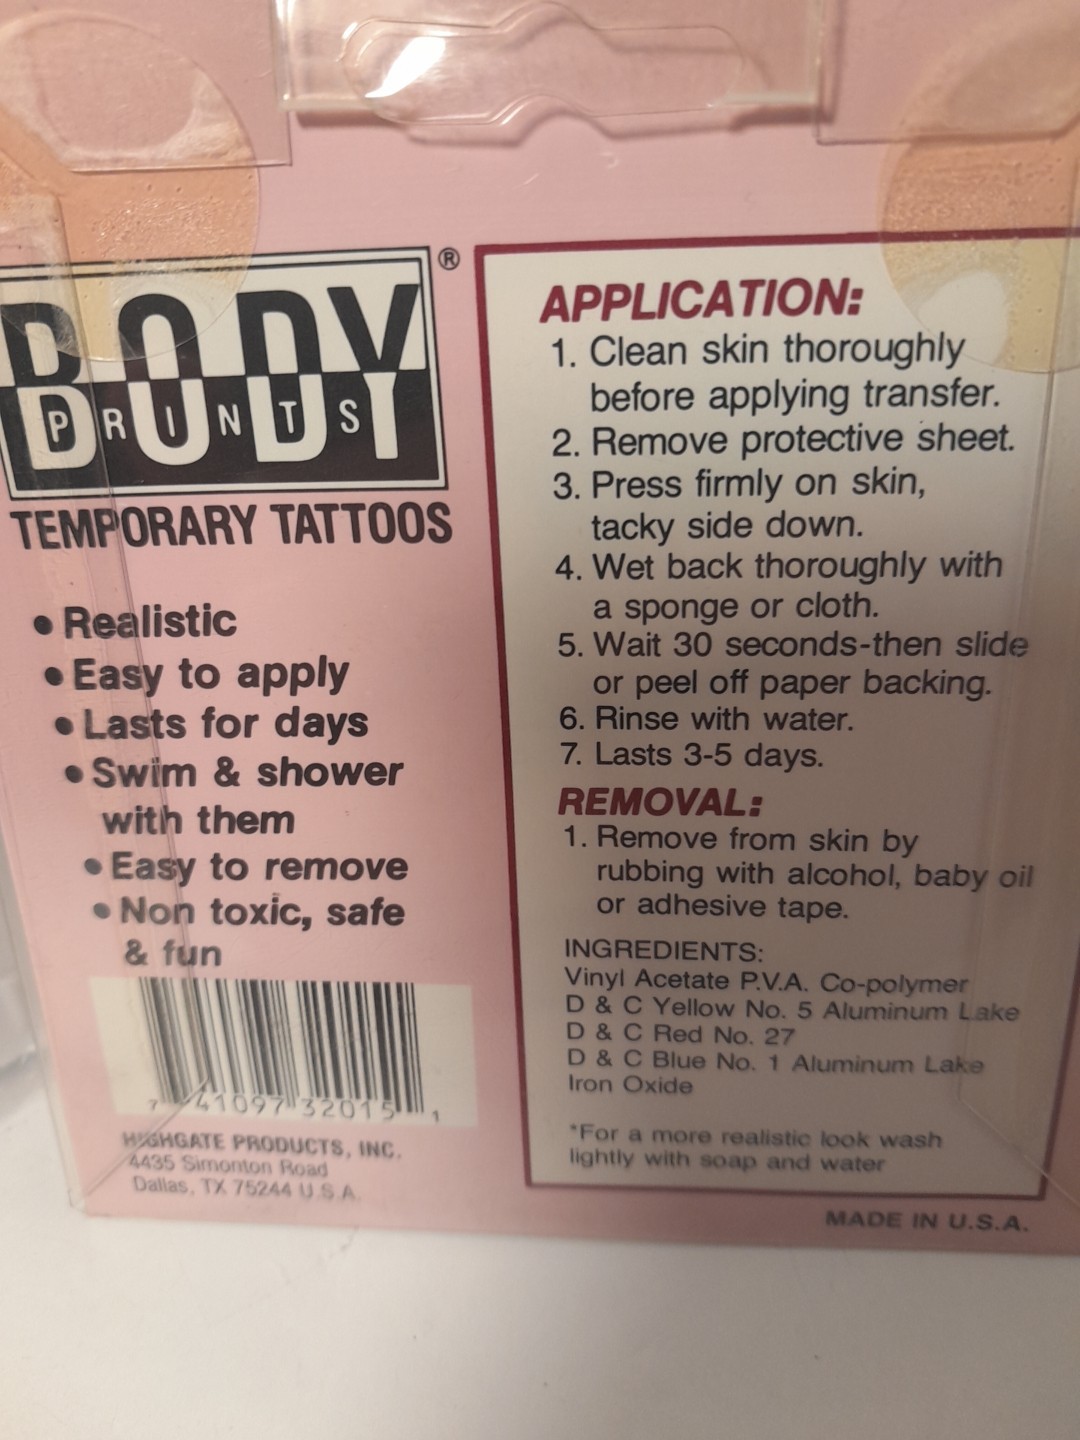 BODY
PRINTS
®
TEMPORARY TATTOOS
• Realistic
• Easy to apply
• Lasts for days
• Swim & shower
with them
• Easy to remove
• Non toxic, safe
& fun
7 41097 32015 1
HIGHGATE PRODUCTS, INC.
4435 Simonton Road
Dallas, TX 75244 U.S.A.
APPLICATION:
1. Clean skin thoroughly
before applying transfer.
2. Remove protective sheet.
3. Press firmly on skin,
tacky side down.
4. Wet back thoroughly with
a sponge or cloth.
5. Wait 30 seconds-then slide
or peel off paper backing.
6. Rinse with water.
7. Lasts 3-5 days.
REMOVAL:
1. Remove from skin by
rubbing with alcohol, baby oil
or adhesive tape.
INGREDIENTS:
Vinyl Acetate P.V.A. Co-polymer
D & C Yellow No. 5 Aluminum Lake
D & C Red No. 27
D & C Blue No. 1 Aluminum Lake
Iron Oxide
*For a more realistic look wash
lightly with soap and water
MADE IN U.S.A.